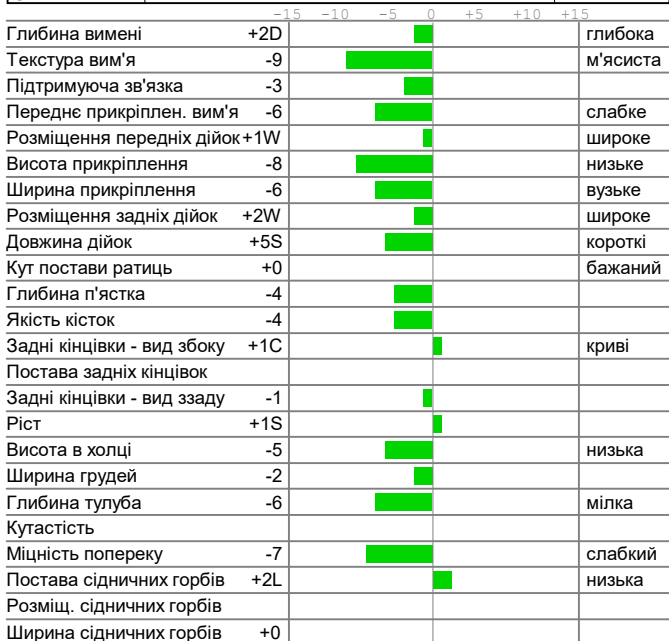 -15 -10 -5 0 +5 +10 +15
Глибина вимені +2D глибока
Текстура вим'я -9 м'ясиста
Підтримуюча зв'язка -3
Переднє прикріплен. вим'я -6 слабке
Розміщення передніх дійок +1W широке
Висота прикріплення -8 низьке
Ширина прикріплення -6 вузьке
Розміщення задніх дійок +2W широке
Довжина дійок +5S короткі
Кут постави ратиць +0 бажаний
Глибина п'ястка -4
Якість кісток -4
Задні кінцівки - вид збоку +1C криві
Постава задніх кінцівок
Задні кінцівки - вид ззаду -1
Ріст +1S
Висота в холці -5 низька
Ширина грудей -2
Глибина тулуба -6 мілка
Кутастість
Міцність попереку -7 слабкий
Постава сідничних горбів +2L низька
Розміщ. сідничних горбів
Ширина сідничних горбів +0